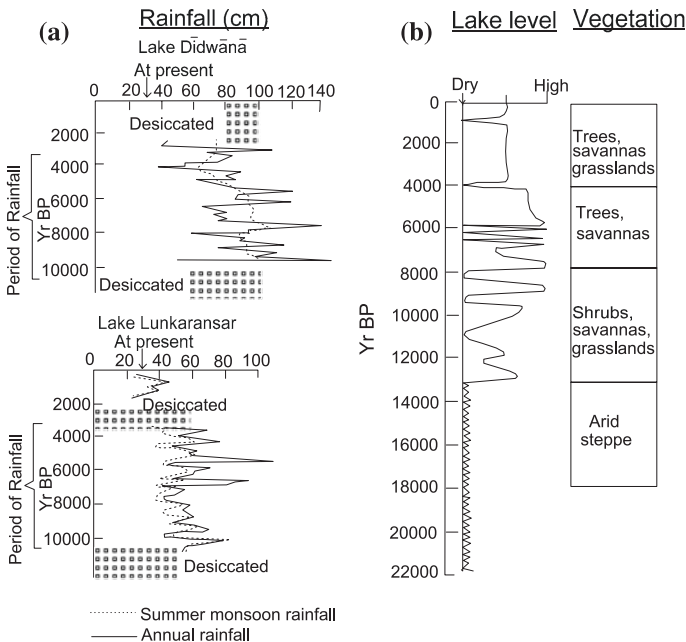 (a)
Rainfall (cm)
Lake Dīdwānā
At present
0 20 40 60 80 100 120 140
Desiccated
2000
4000
6000
8000
10000
Period of Rainfall
Yr BP
Desiccated
Lake Lunkaransar
At present
0 20 40 60 80 100
Desiccated
2000
4000
6000
8000
10000
Period of Rainfall
Yr BP
Desiccated
Summer monsoon rainfall
Annual rainfall
(b)
Lake level
Vegetation
Dry
High
0
2000
4000
6000
8000
10000
12000
14000
16000
18000
20000
22000
Yr BP
Trees,
savannas
grasslands
Trees,
savannas
Shrubs,
savannas,
grasslands
Arid
steppe